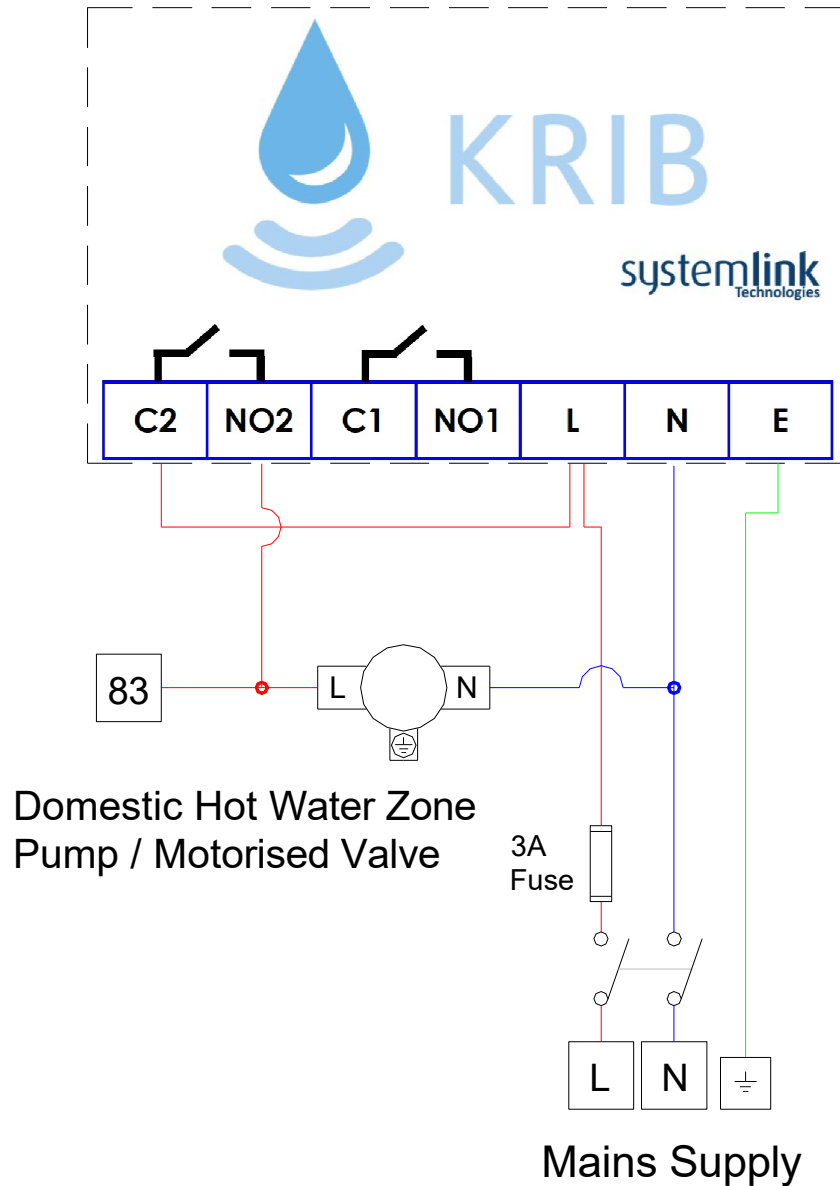 KRIB
systemlink
Technologies
C2 NO2 C1 NO1 L N E
83 L N
Domestic Hot Water Zone
Pump / Motorised Valve
3A
Fuse
L N
Mains Supply